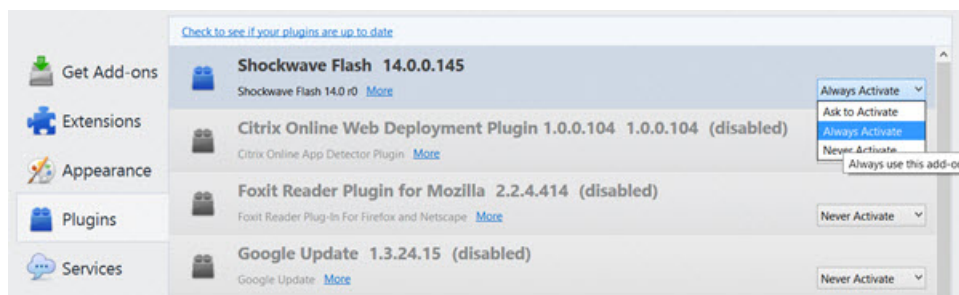 Check to see if your plugins are up to date
Get Add-ons
Extensions
Appearance
Plugins
Services
Shockwave Flash 14.0.0.145
Shockwave Flash 14.0 r0 More
Always Activate
Ask to Activate
Always Activate
Never Activate
Always use this add-o
Citrix Online Web Deployment Plugin 1.0.0.104 1.0.0.104 (disabled)
Citrix Online App Detector Plugin More
Foxit Reader Plugin for Mozilla 2.2.4.414 (disabled)
Foxit Reader Plug-In For Firefox and Netscape More
Never Activate
Google Update 1.3.24.15 (disabled)
Google Update More
Never Activate